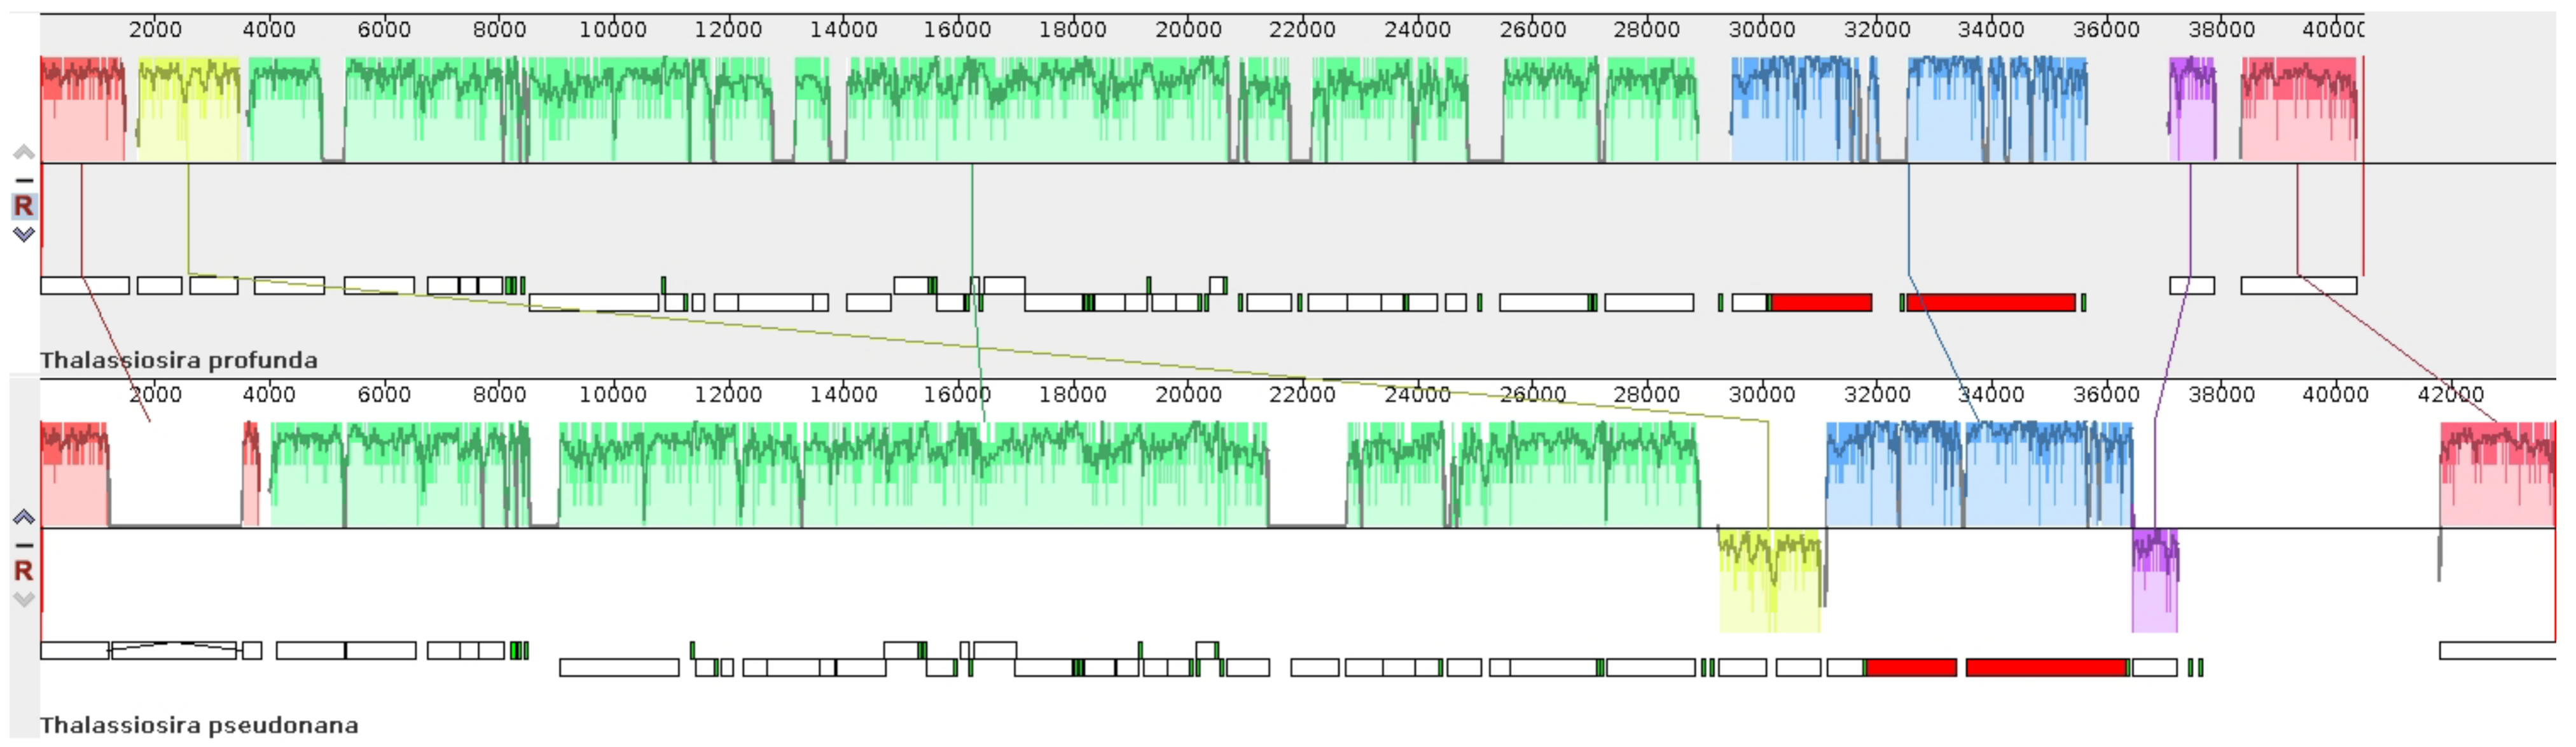 2000 4000 6000 8000 10000 12000 14000 16000 18000 20000 22000 24000 26000 28000 30000 32000 34000 36000 38000 4000
R
Thalassiosira profunda
2000 4000 6000 8000 10000 12000 14000 16000 18000 20000 22000 24000 26000 28000 30000 32000 34000 36000 38000 40000 42000
R
Thalassiosira pseudonana